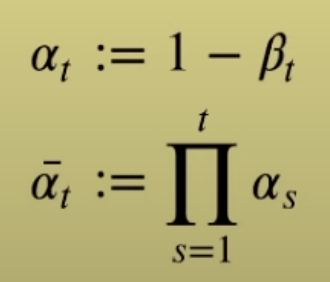 αₜ := 1 − βₜ
ᾱₜ := ∏ₛ₌₁ᵗ αₛ